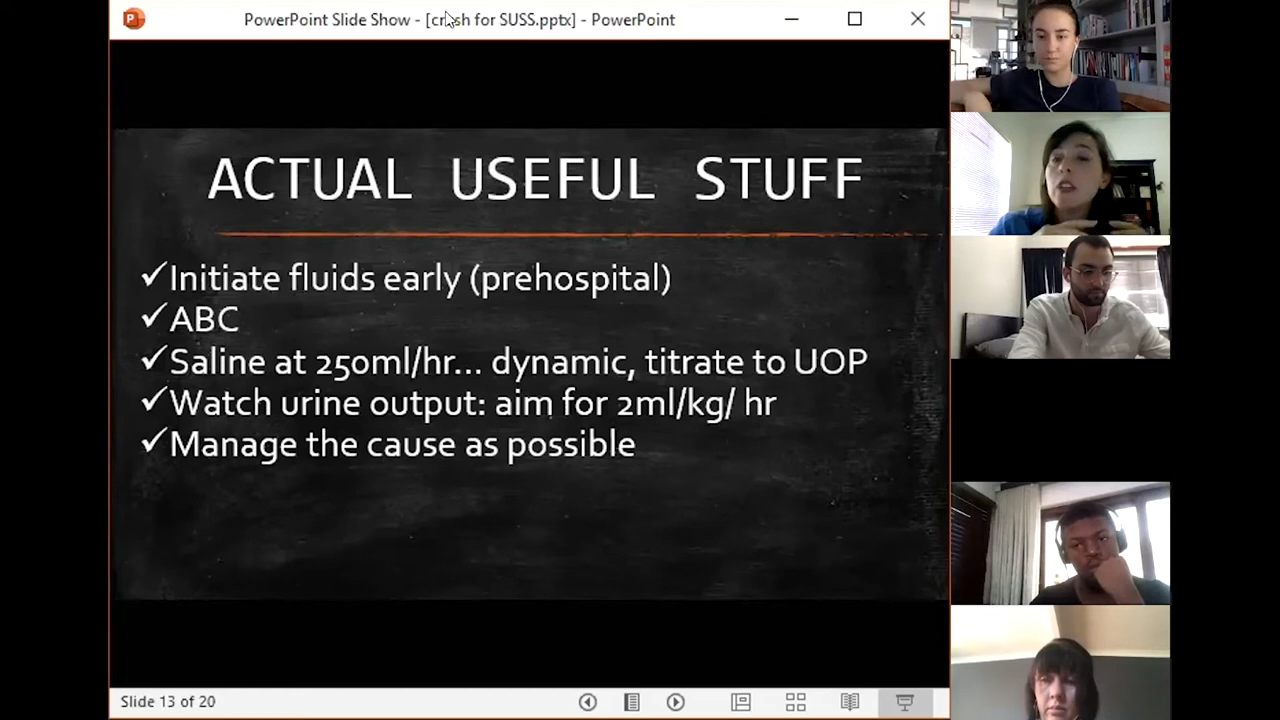 PowerPoint Slide Show - [crush for SUSS.pptx] - PowerPoint
ACTUAL USEFUL STUFF
✓Initiate fluids early (prehospital)
✓ABC
✓Saline at 250ml/hr... dynamic, titrate to UOP
✓Watch urine output: aim for 2ml/kg/ hr
✓Manage the cause as possible
Slide 13 of 20